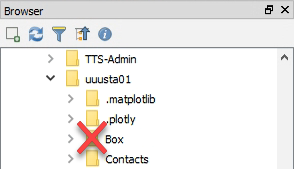 Browser
TTS-Admin
uuusta01
.matplotlib
.plotly
Box
Contacts